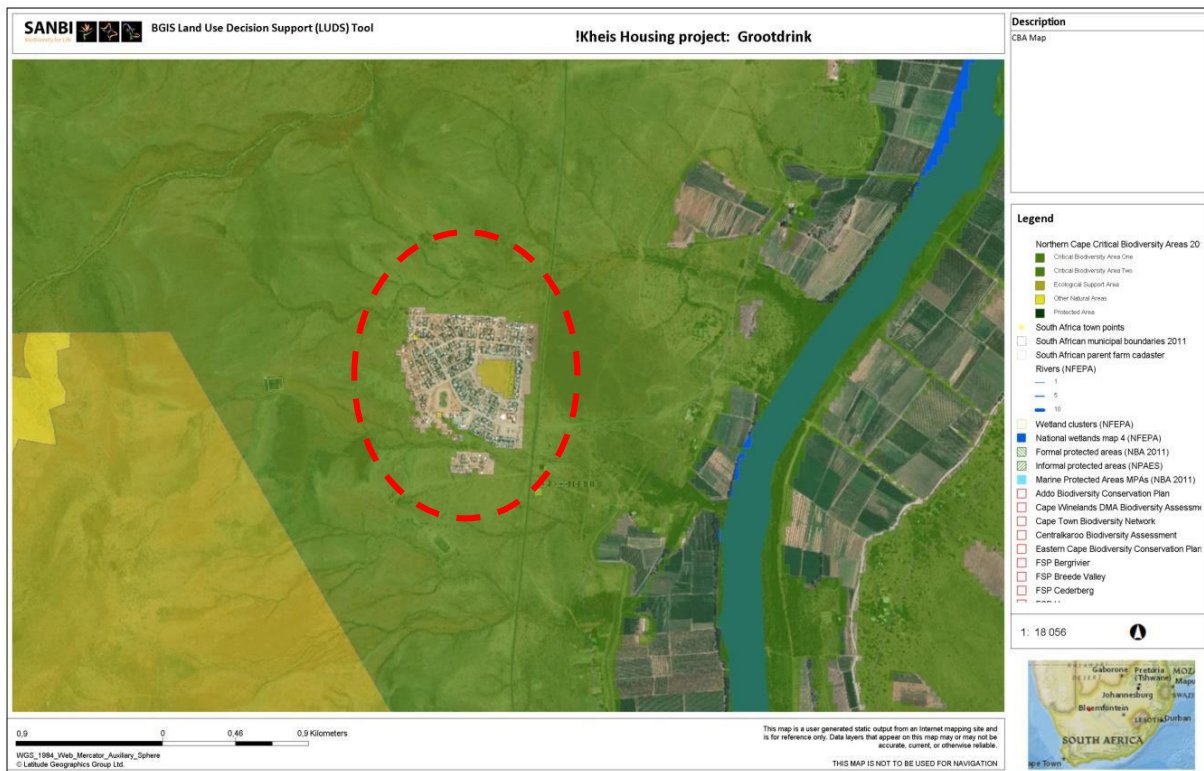 SANBI
Biodiversity for Life
BGIS Land Use Decision Support (LUDS) Tool
!Kheis Housing project: Grootdrink
Description
CBA Map
Legend
Northern Cape Critical Biodiversity Areas 20
Critical Biodiversity Area One
Critical Biodiversity Area Two
Ecological Support Area
Other Natural Areas
Protected Area
South Africa town points
South African municipal boundaries 2011
South African parent farm cadaster
Rivers (NFEPA)
1
5
10
Wetland clusters (NFEPA)
National wetlands map 4 (NFEPA)
Formal protected areas (NBA 2011)
Informal protected areas (NPAES)
Marine Protected Areas MPAs (NBA 2011)
Addo Biodiversity Conservation Plan
Cape Winelands DMA Biodiversity Assessm
Cape Town Biodiversity Network
Centralkaroo Biodiversity Assessment
Eastern Cape Biodiversity Conservation Plan
FSP Bergrivier
FSP Breede Valley
FSP Cederberg
1: 18 056
Gaborone Pretoria MOZ
(Tshwane) Mapu
Johannesburg SWAZI
Bloemfontein
LESOTHO Durban
SOUTH AFRICA
ape Town
0,9 0 0,46 0,9 Kilometers
WGS_1984_Web_Mercator_Auxiliary_Sphere
© Latitude Geographics Group Ltd.
This map is a user generated static output from an Internet mapping site and
is for reference only. Data layers that appear on this map may or may not be
accurate, current, or otherwise reliable.
THIS MAP IS NOT TO BE USED FOR NAVIGATION